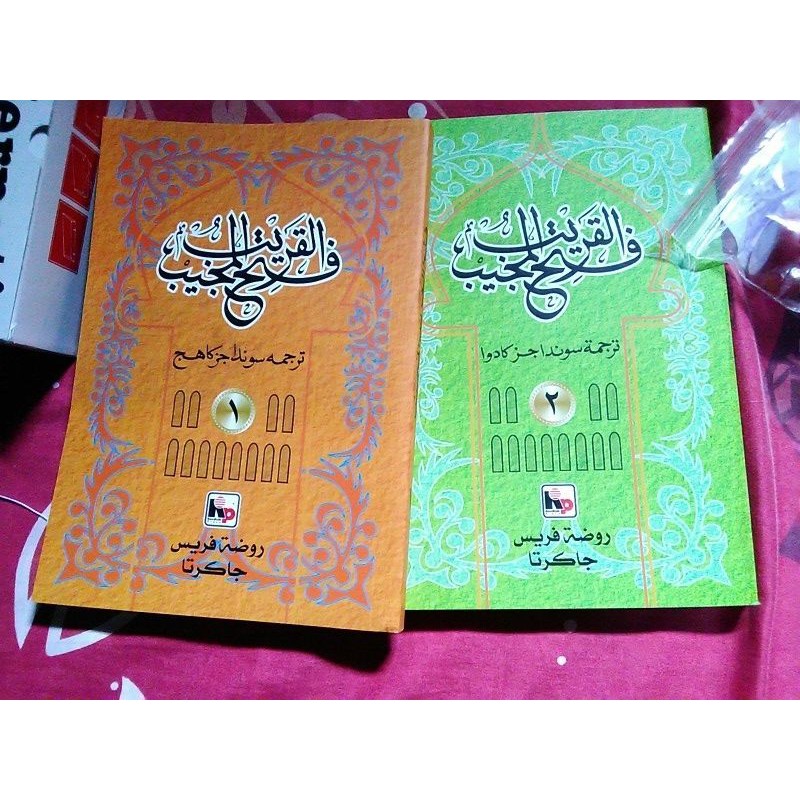 فتح القريب المجيب
ترجمه سوندا جز كاهج
١
روضة فريس
جاكرتا
فتح القريب المجيب
ترجمة سوندا جز كادوا
٢
hp
روضة فريس
جاكرتا